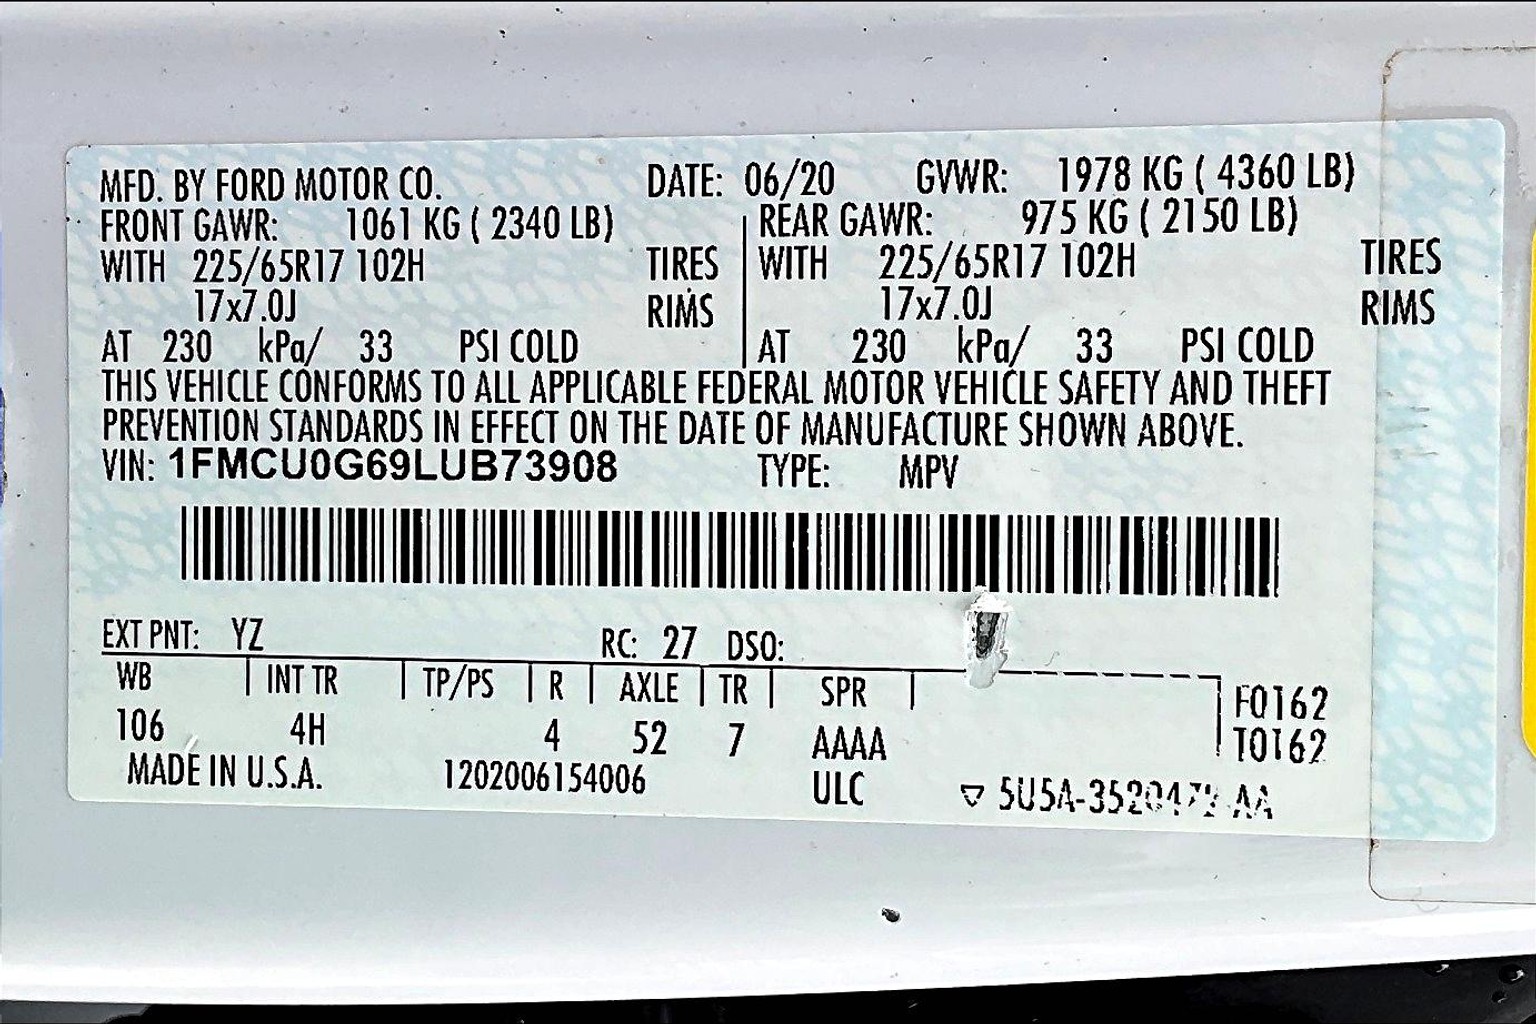 MFD. BY FORD MOTOR CO. DATE: 06/20 GVWR: 1978 KG ( 4360 LB)
FRONT GAWR: 1061 KG ( 2340 LB) REAR GAWR: 975 KG ( 2150 LB)
WITH 225/65R17 102H TIRES WITH 225/65R17 102H TIRES
17x7.0J RIMS 17x7.0J RIMS
AT 230 kPa/ 33 PSI COLD AT 230 kPa/ 33 PSI COLD
THIS VEHICLE CONFORMS TO ALL APPLICABLE FEDERAL MOTOR VEHICLE SAFETY AND THEFT
PREVENTION STANDARDS IN EFFECT ON THE DATE OF MANUFACTURE SHOWN ABOVE.
VIN: 1FMCU0G69LUB73908 TYPE: MPV
EXT PNT: YZ RC: 27 DSO:
WB INT TR TP/PS R AXLE TR SPR F0162
106 4H 4 52 7 AAAA T0162
MADE IN U.S.A. 1202006154006 ULC